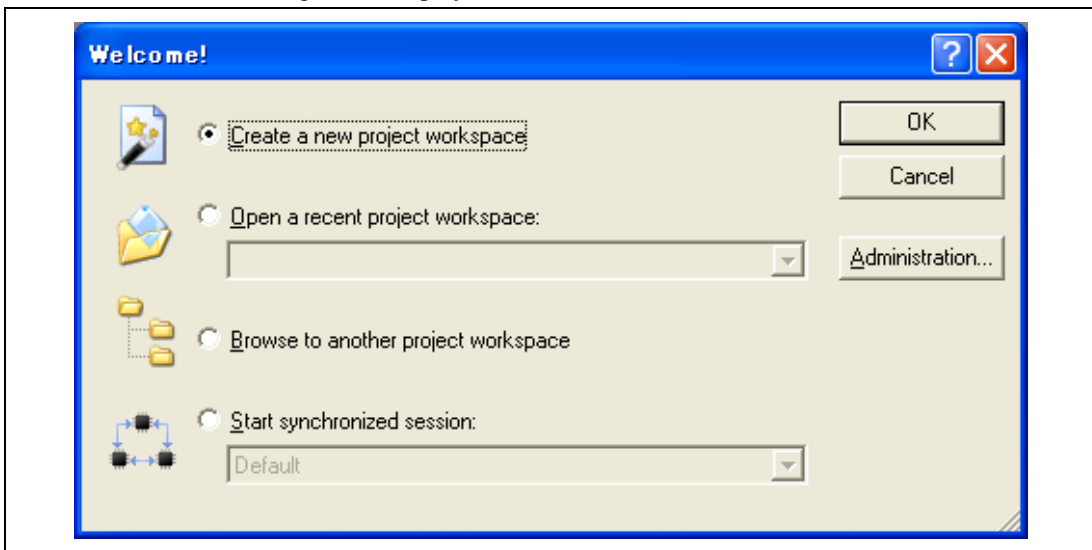 Welcome!
Create a new project workspace
OK
Cancel
Open a recent project workspace:
Administration...
Browse to another project workspace
Start synchronized session:
Default